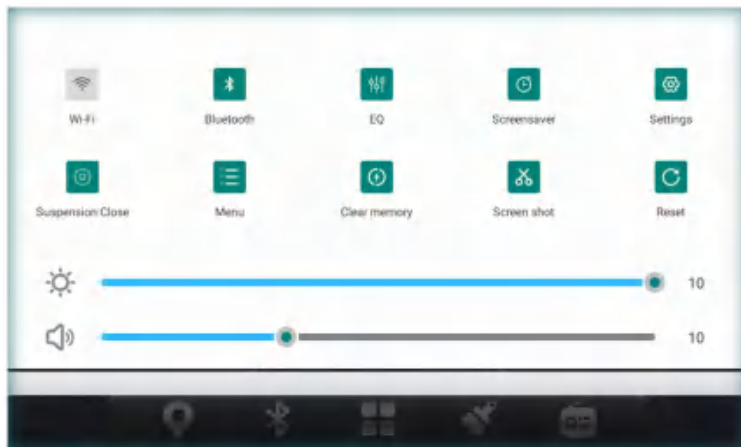 Wi-Fi Bluetooth EQ Screensaver Settings
Suspension Close Menu Clear memory Screen shot Reset
10
10